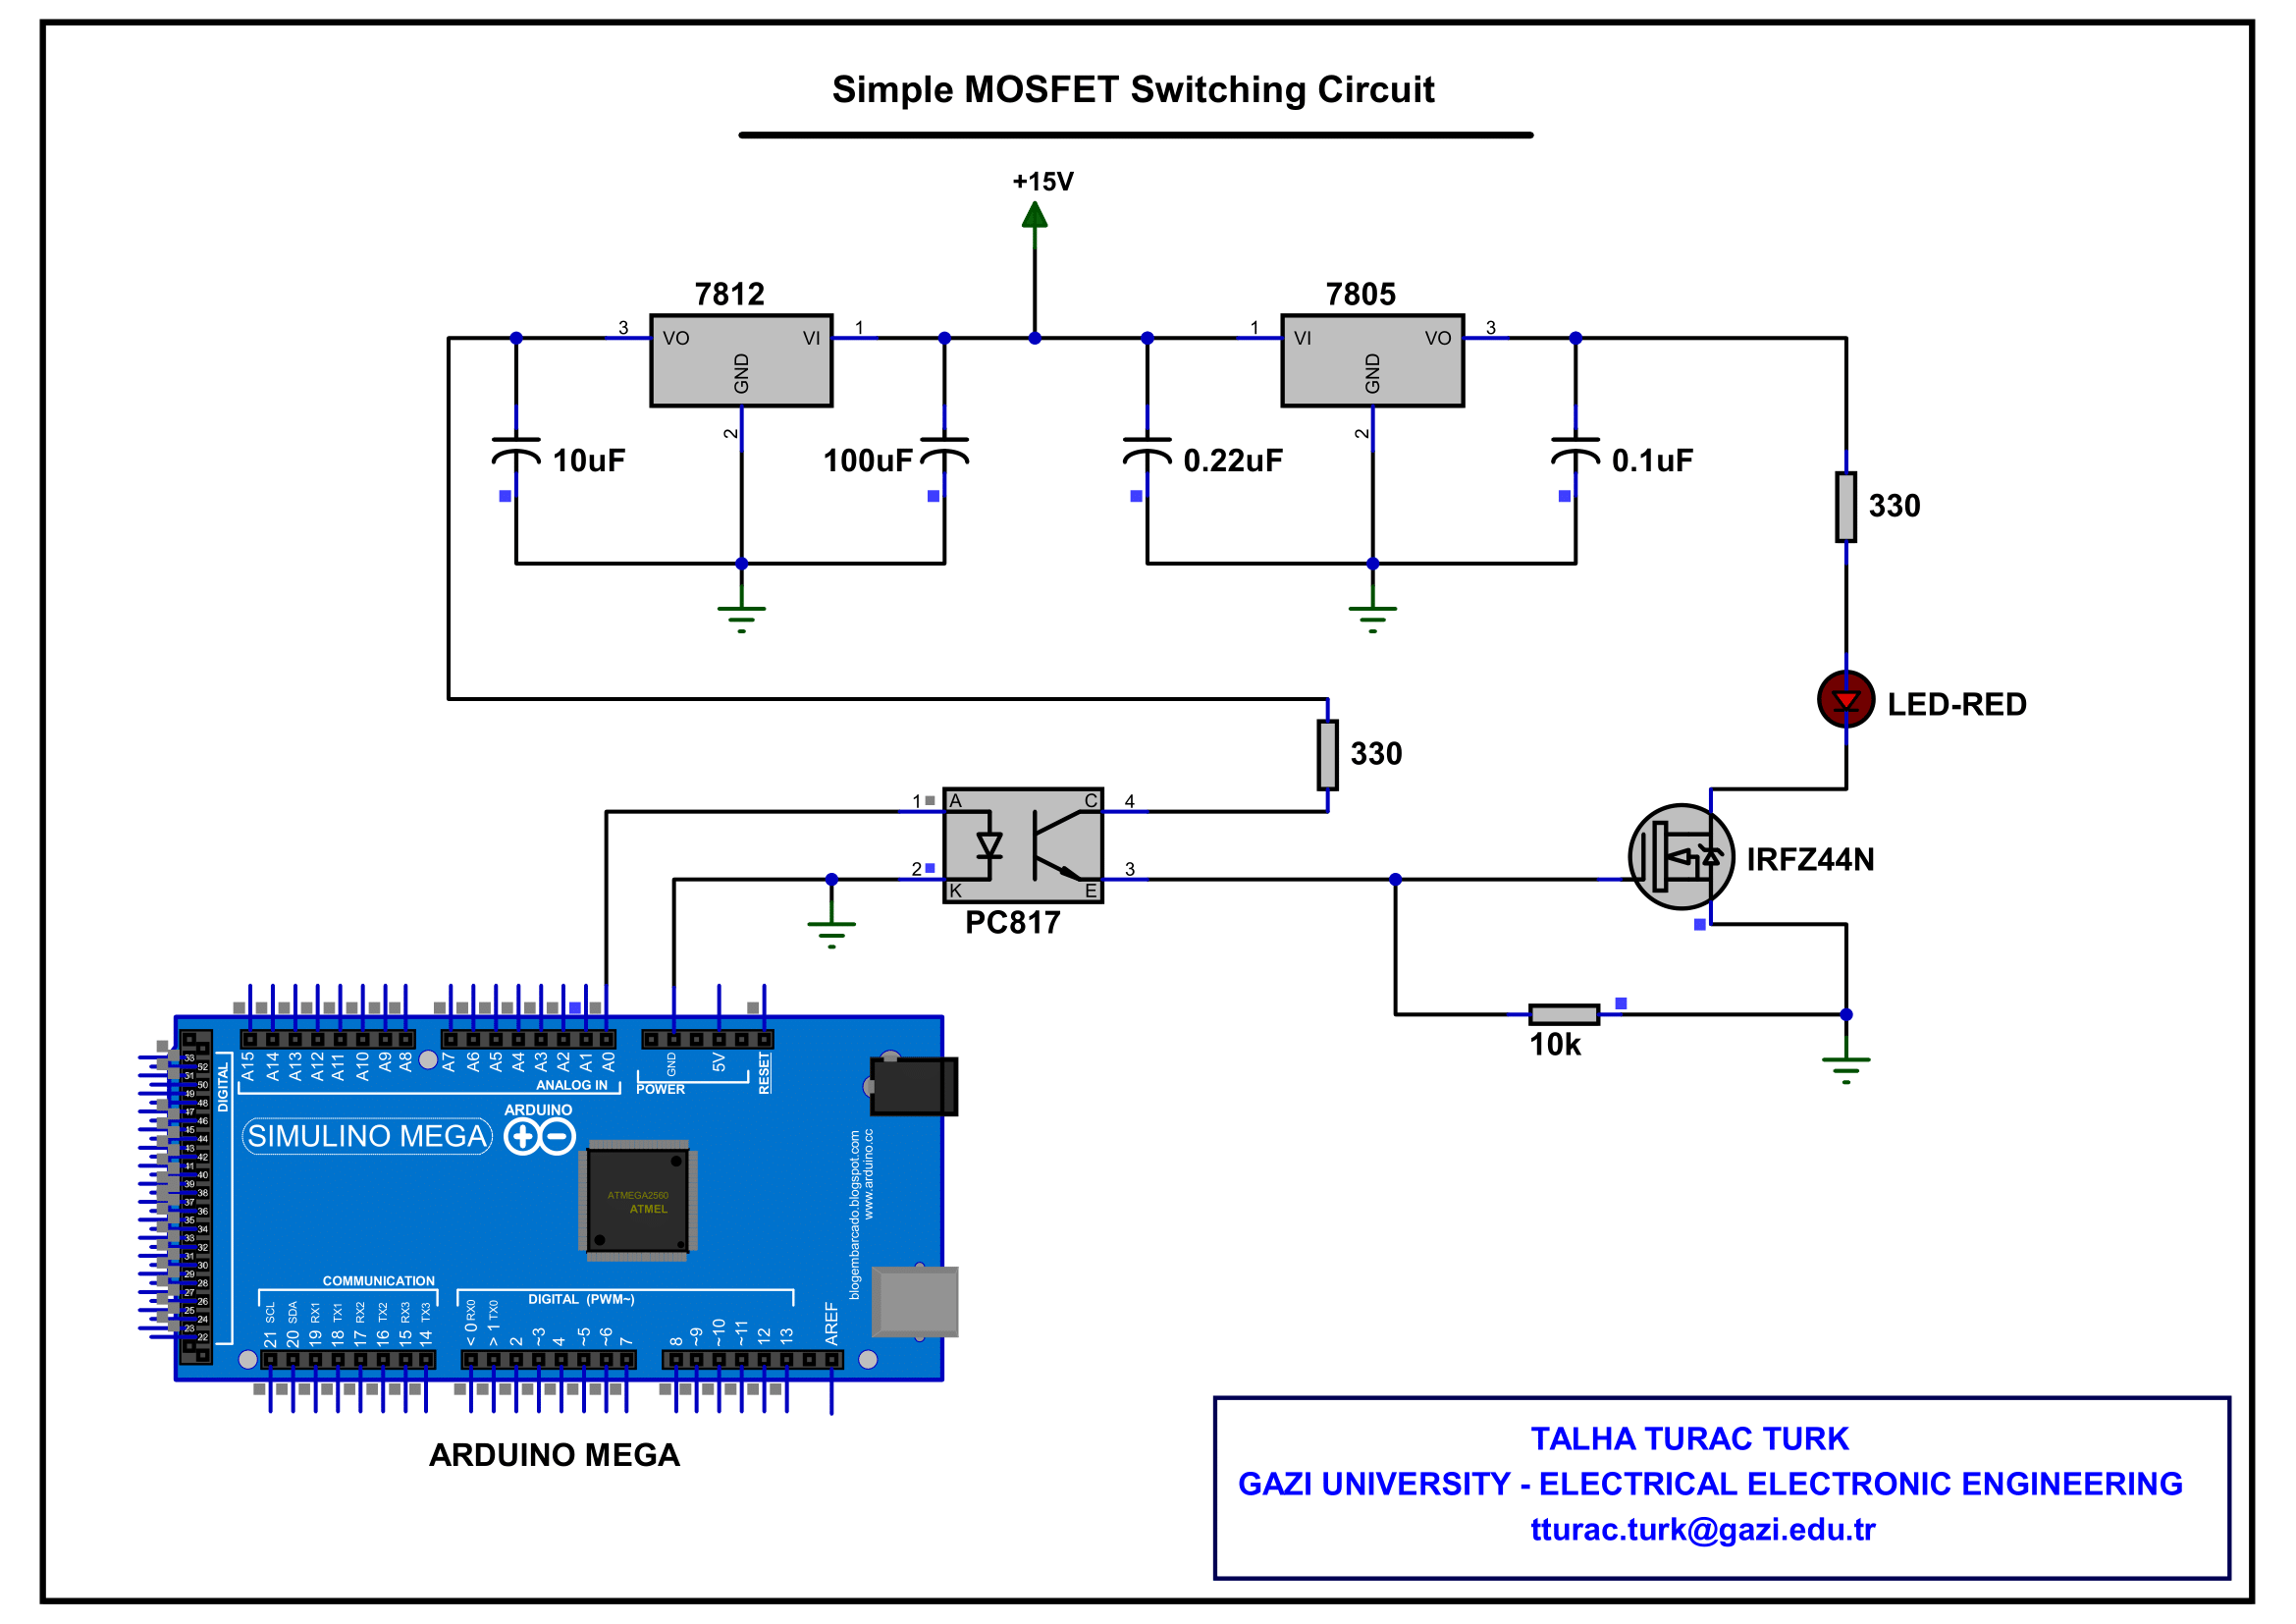 Simple MOSFET Switching Circuit
+15V
7812
7805
3
VO
VI
1
GND
2
1
VI
VO
3
GND
2
10uF
100uF
0.22uF
0.1uF
330
LED-RED
330
1
A
C
4
2
K
E
3
PC817
IRFZ44N
10k
A15
A14
A13
A12
A11
A10
A9
A8
A7
A6
A5
A4
A3
A2
A1
A0
GND
5V
RESET
ANALOG IN
POWER
DIGITAL
53
52
51
50
49
48
47
46
45
44
43
42
41
40
39
38
37
36
35
34
33
32
31
30
29
28
27
26
25
24
23
22
ARDUINO
SIMULINO MEGA
ATMEGA2560
ATMEL
blogembarcado.blogspot.com
www.arduino.cc
COMMUNICATION
DIGITAL (PWM~)
21 SCL
20 SDA
19 RX1
18 TX1
17 RX2
16 TX2
15 RX3
14 TX3
< 0 RX0
> 1 TX0
2
~3
4
~5
~6
7
8
~9
~10
~11
12
13
AREF
ARDUINO MEGA
TALHA TURAC TURK
GAZI UNIVERSITY - ELECTRICAL ELECTRONIC ENGINEERING
tturac.turk@gazi.edu.tr